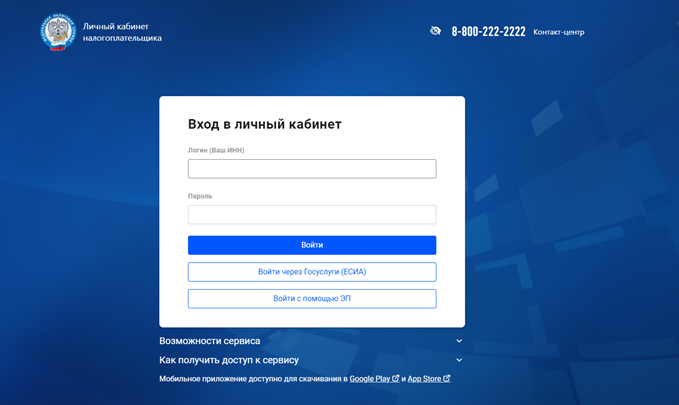 Личный кабинет
налогоплательщика
8-800-222-2222 Контакт-центр
Вход в личный кабинет
Логин (Ваш ИНН)
Пароль
Войти
Войти через Госуслуги (ЕСИА)
Войти с помощью ЭП
Возможности сервиса
Как получить доступ к сервису
Мобильное приложение доступно для скачивания в Google Play и App Store